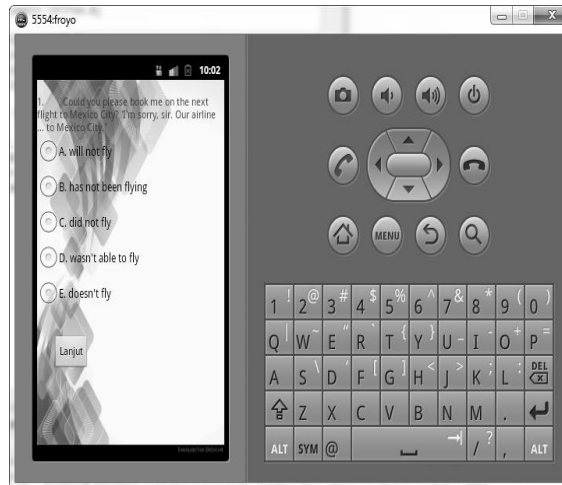 5554:froyo
10:02
1. "Could you please book me on the next
flight to Mexico City? "I'm sorry, sir. Our airline
... to Mexico City."
A. will not fly
B. has not been flying
C. did not fly
D. wasn't able to fly
E. doesn't fly
Lanjut
MENU
1 ! 2 @ 3 # 4 $ 5 % 6 ^ 7 & 8 * 9 ( 0 )
Q | W ~ E " R ` T { Y } U _ I - O + P =
A S \ D ' F [ G ] H < J > K ; L : DEL
Z X C V B N M .
ALT SYM @ / ? , ALT